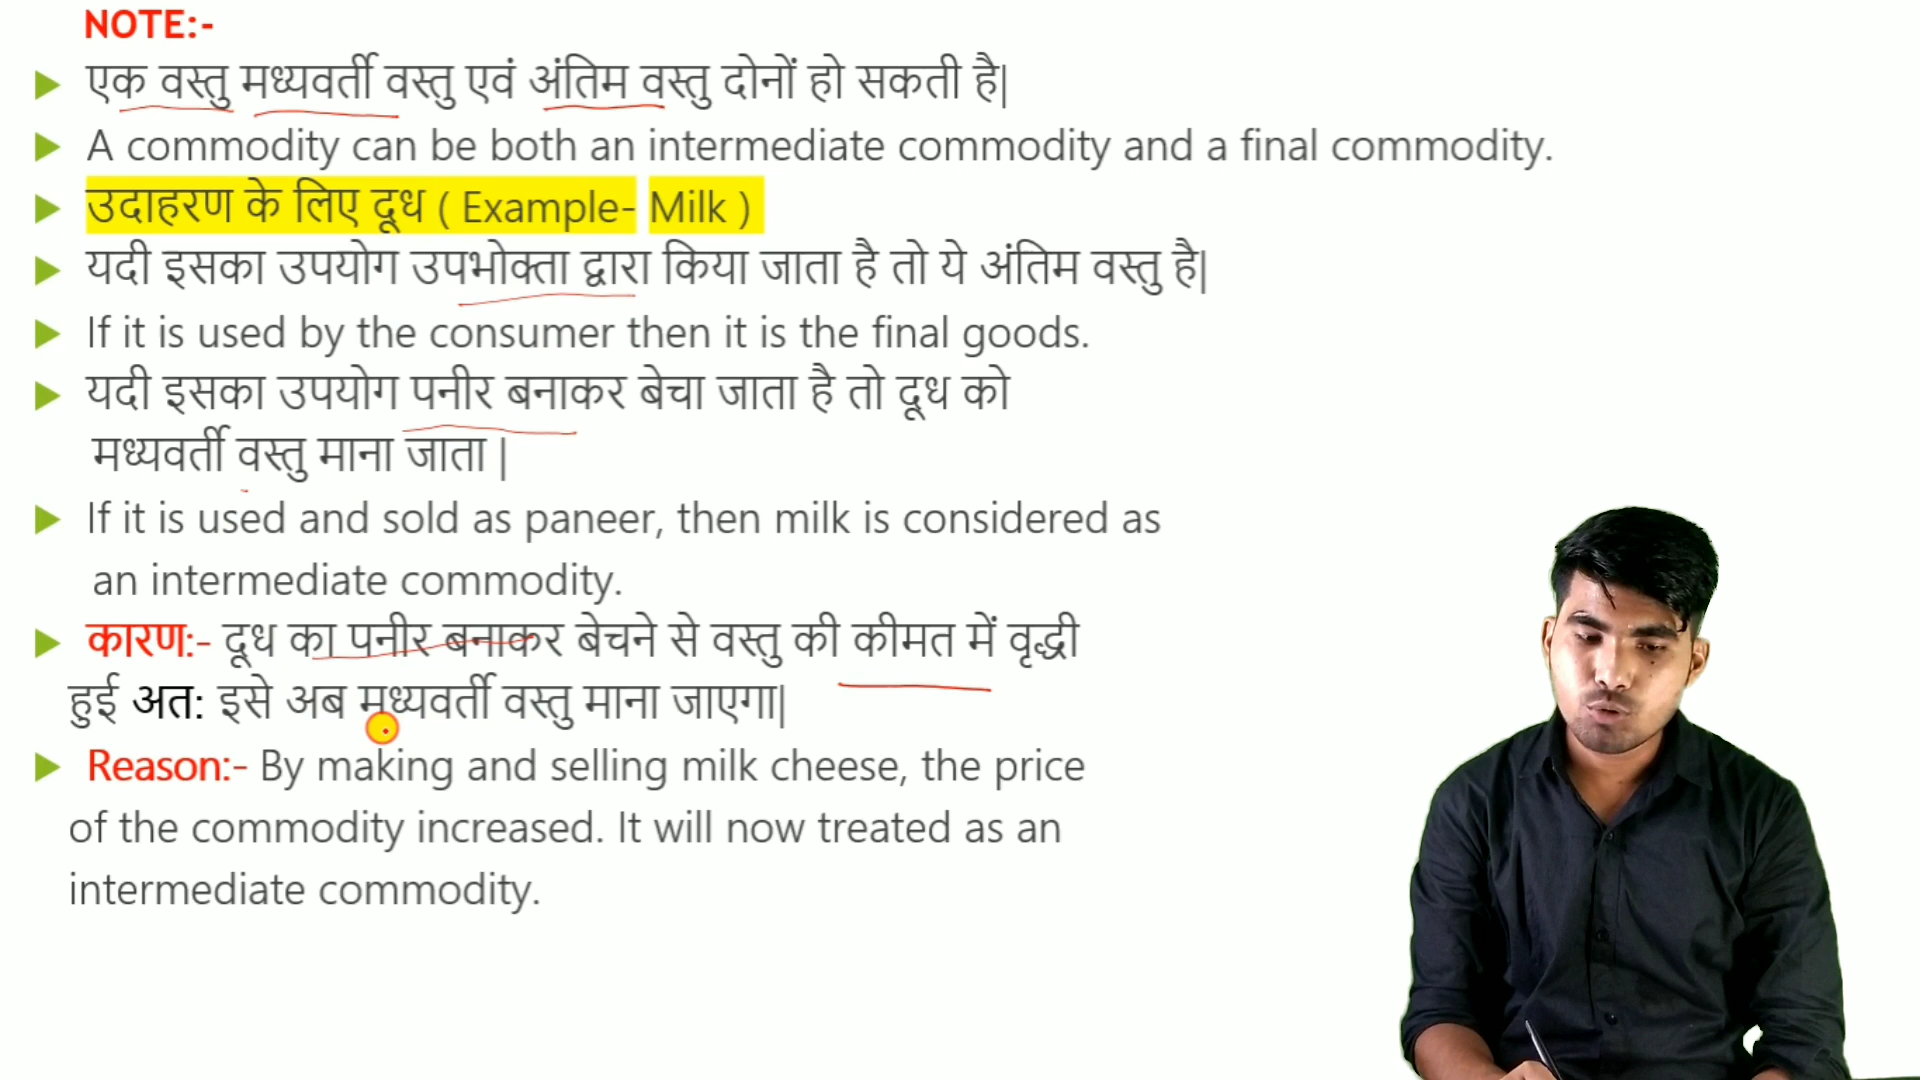 NOTE:-
एक वस्तु मध्यवर्ती वस्तु एवं अंतिम वस्तु दोनों हो सकती है|
A commodity can be both an intermediate commodity and a final commodity.
उदाहरण के लिए दूध ( Example- Milk )
यदी इसका उपयोग उपभोक्ता द्वारा किया जाता है तो ये अंतिम वस्तु है|
If it is used by the consumer then it is the final goods.
यदी इसका उपयोग पनीर बनाकर बेचा जाता है तो दूध को
मध्यवर्ती वस्तु माना जाता |
If it is used and sold as paneer, then milk is considered as
an intermediate commodity.
कारण:- दूध का पनीर बनाकर बेचने से वस्तु की कीमत में वृद्धी
हुई अत: इसे अब मध्यवर्ती वस्तु माना जाएगा|
Reason:- By making and selling milk cheese, the price
of the commodity increased. It will now treated as an
intermediate commodity.